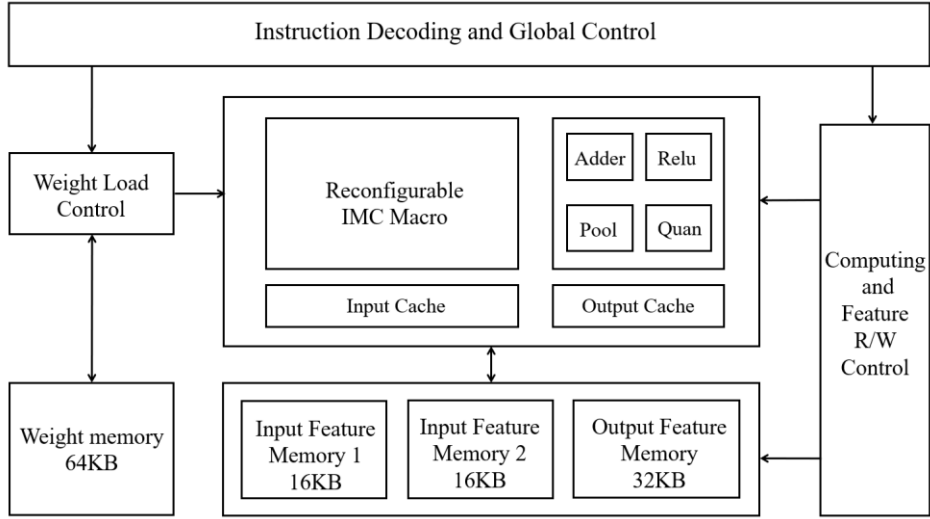 Instruction Decoding and Global Control
Weight Load
Control
Reconfigurable
IMC Macro
Adder
Relu
Pool
Quan
Input Cache
Output Cache
Computing
and
Feature
R/W
Control
Weight memory
64KB
Input Feature
Memory 1
16KB
Input Feature
Memory 2
16KB
Output Feature
Memory
32KB